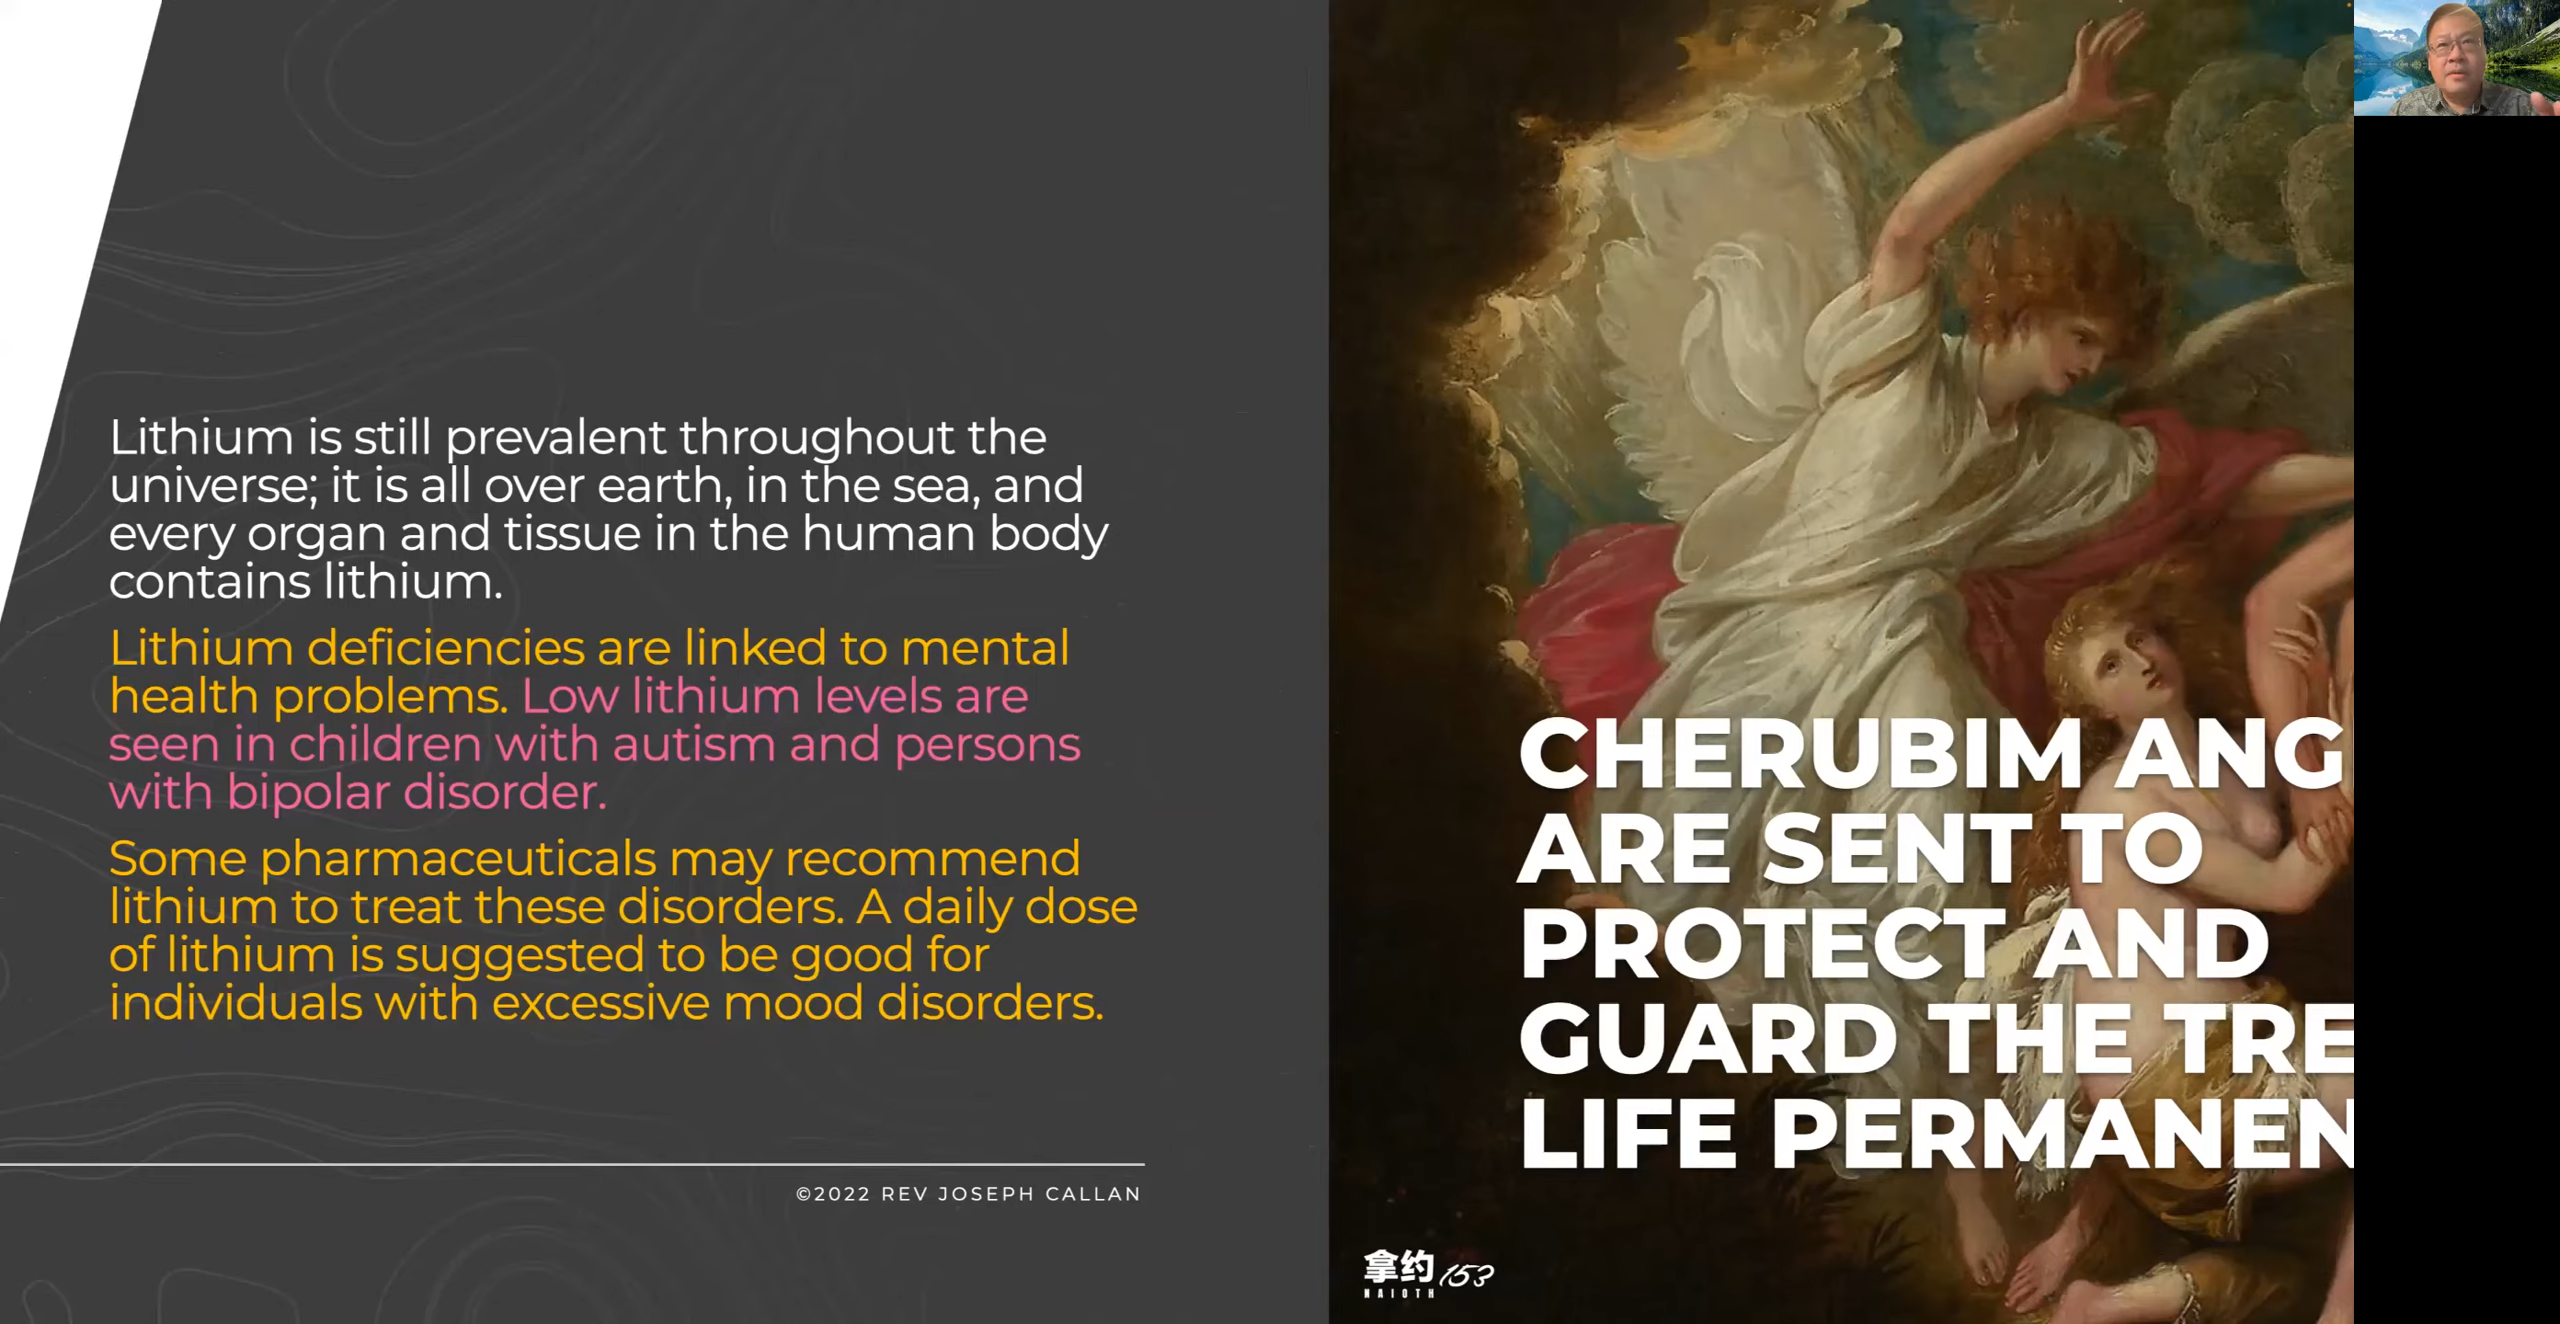 Lithium is still prevalent throughout the
universe; it is all over earth, in the sea, and
every organ and tissue in the human body
contains lithium.
Lithium deficiencies are linked to mental
health problems. Low lithium levels are
seen in children with autism and persons
with bipolar disorder.
Some pharmaceuticals may recommend
lithium to treat these disorders. A daily dose
of lithium is suggested to be good for
individuals with excessive mood disorders.
©2022 REV JOSEPH CALLAN
CHERUBIM ANG
ARE SENT TO
PROTECT AND
GUARD THE TRE
LIFE PERMANEN
拿约 153
NAIOTH